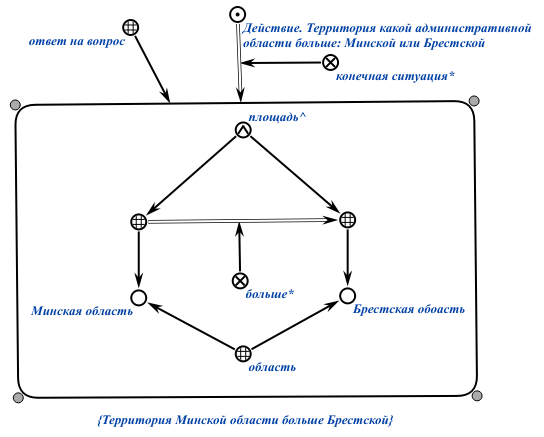 Действие. Территория какой административной
области больше: Минской или Брестской
ответ на вопрос
конечная ситуация*
площадь^
больше*
Минская область
Брестская обоасть
область
{Территория Минской области больше Брестской}